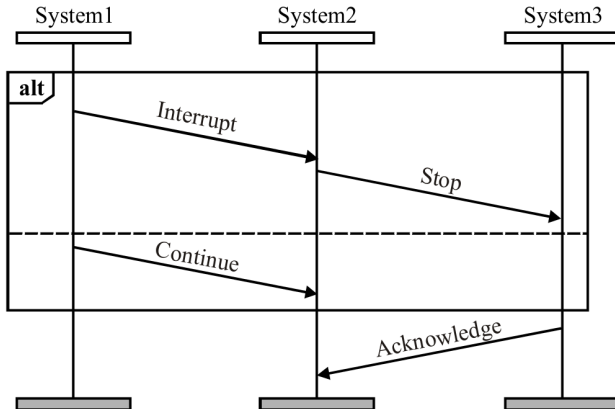 System1 System2 System3
alt
Interrupt
Stop
Continue
Acknowledge